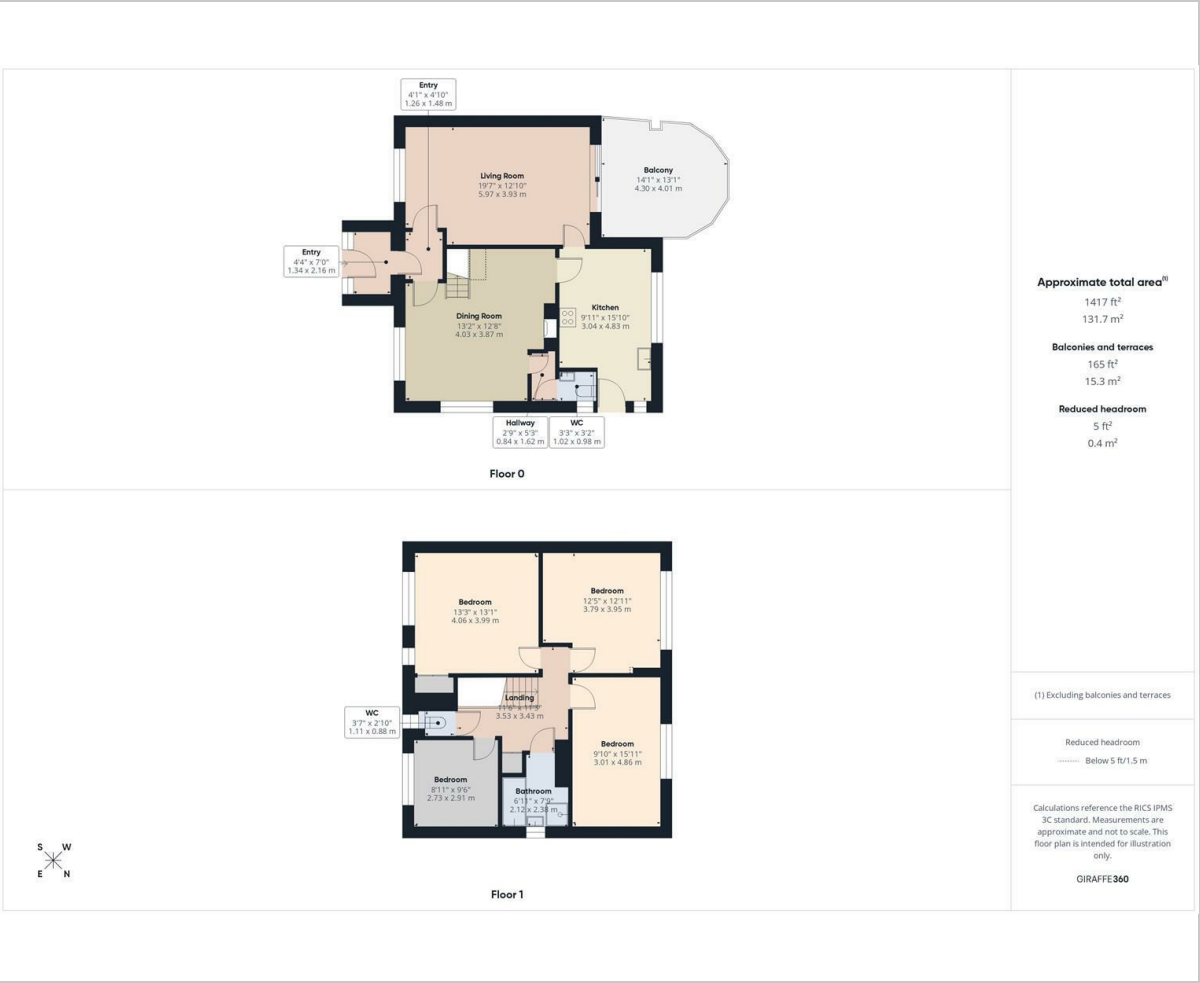 Entry
4'1" x 4'10"
1.26 x 1.48 m
Living Room
19'7" x 12'10"
5.97 x 3.93 m
Balcony
14'1" x 13'1"
4.30 x 4.01 m
Entry
4'4" x 7'0"
1.34 x 2.16 m
Dining Room
13'2" x 12'8"
4.03 x 3.87 m
Kitchen
9'11" x 15'10"
3.04 x 4.83 m
Hallway
2'9" x 5'3"
0.84 x 1.62 m
WC
3'3" x 3'2"
1.02 x 0.98 m
Floor 0
Bedroom
13'3" x 13'1"
4.06 x 3.99 m
Bedroom
12'5" x 12'11"
3.79 x 3.95 m
Landing
11'6" x 11'3"
3.53 x 3.43 m
WC
3'7" x 2'10"
1.11 x 0.88 m
Bedroom
9'10" x 15'11"
3.01 x 4.86 m
Bedroom
8'11" x 9'6"
2.73 x 2.91 m
Bathroom
6'11" x 7'9"
2.12 x 2.38 m
S W
E N
Floor 1
Approximate total area(1)
1417 ft²
131.7 m²
Balconies and terraces
165 ft²
15.3 m²
Reduced headroom
5 ft²
0.4 m²
(1) Excluding balconies and terraces
Reduced headroom
Below 5 ft/1.5 m
Calculations reference the RICS IPMS
3C standard. Measurements are
approximate and not to scale. This
floor plan is intended for illustration
only.
GIRAFFE360